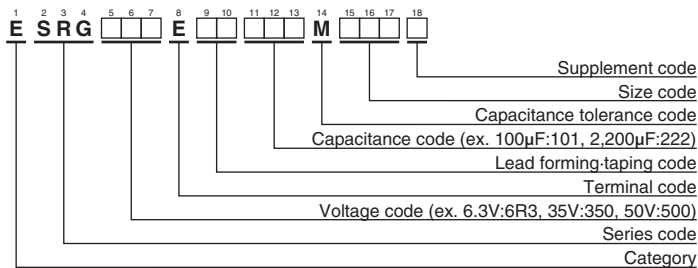 1 2 3 4 5 6 7 8 9 10 11 12 13 14 15 16 17 18
E SRG E M
Supplement code
Size code
Capacitance tolerance code
Capacitance code (ex. 100µF:101, 2,200µF:222)
Lead forming·taping code
Terminal code
Voltage code (ex. 6.3V:6R3, 35V:350, 50V:500)
Series code
Category